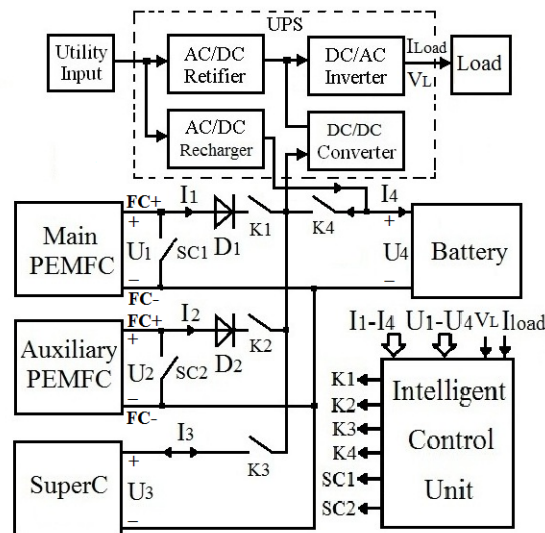 UPS
Utility
Input
AC/DC
Retifier
DC/AC
Inverter
ILoad
VL
Load
AC/DC
Recharger
DC/DC
Converter
FC+
I1
D1
K1
K4
I4
Main
PEMFC
+
U1
−
SC1
+
U4
−
Battery
FC-
FC+
I2
D2
K2
Auxiliary
PEMFC
+
U2
−
SC2
FC-
I3
K3
SuperC
+
U3
−
I1-I4
U1-U4
VL
Iload
K1
K2
K3
K4
SC1
SC2
Intelligent
Control
Unit